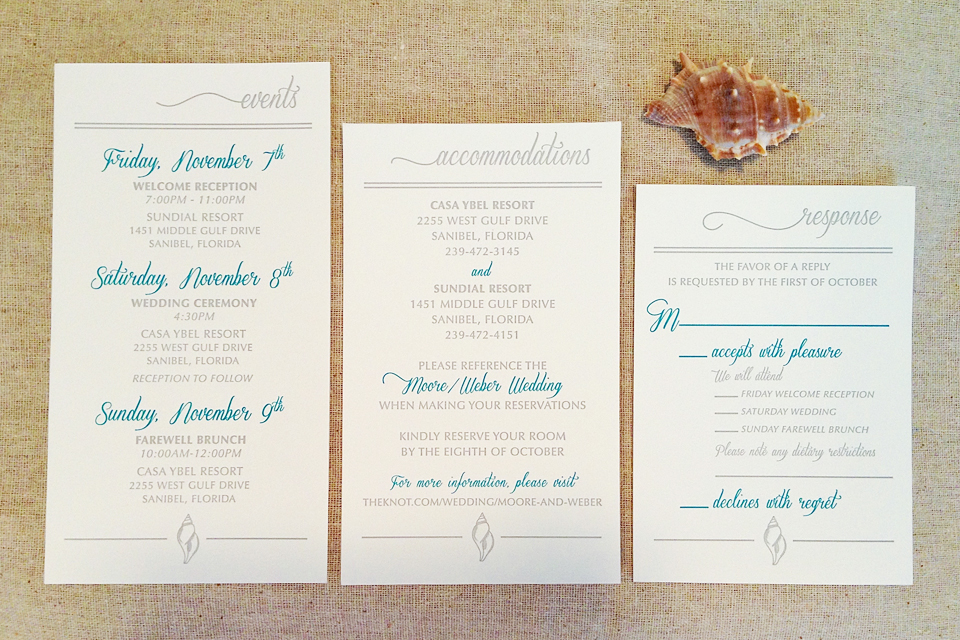 events
Friday, November 7th
WELCOME RECEPTION
7:00PM - 11:00PM
SUNDIAL RESORT
1451 MIDDLE GULF DRIVE
SANIBEL, FLORIDA
Saturday, November 8th
WEDDING CEREMONY
4:30PM
CASA YBEL RESORT
2255 WEST GULF DRIVE
SANIBEL, FLORIDA
RECEPTION TO FOLLOW
Sunday, November 9th
FAREWELL BRUNCH
10:00AM-12:00PM
CASA YBEL RESORT
2255 WEST GULF DRIVE
SANIBEL, FLORIDA
accommodations
CASA YBEL RESORT
2255 WEST GULF DRIVE
SANIBEL, FLORIDA
239-472-3145
and
SUNDIAL RESORT
1451 MIDDLE GULF DRIVE
SANIBEL, FLORIDA
239-472-4151
PLEASE REFERENCE THE
Moore/Weber Wedding
WHEN MAKING YOUR RESERVATIONS
KINDLY RESERVE YOUR ROOM
BY THE EIGHTH OF OCTOBER
For more information, please visit
THEKNOT.COM/WEDDING/MOORE-AND-WEBER
response
THE FAVOR OF A REPLY
IS REQUESTED BY THE FIRST OF OCTOBER
M
accepts with pleasure
We will attend
FRIDAY WELCOME RECEPTION
SATURDAY WEDDING
SUNDAY FAREWELL BRUNCH
Please note any dietary restrictions
declines with regret